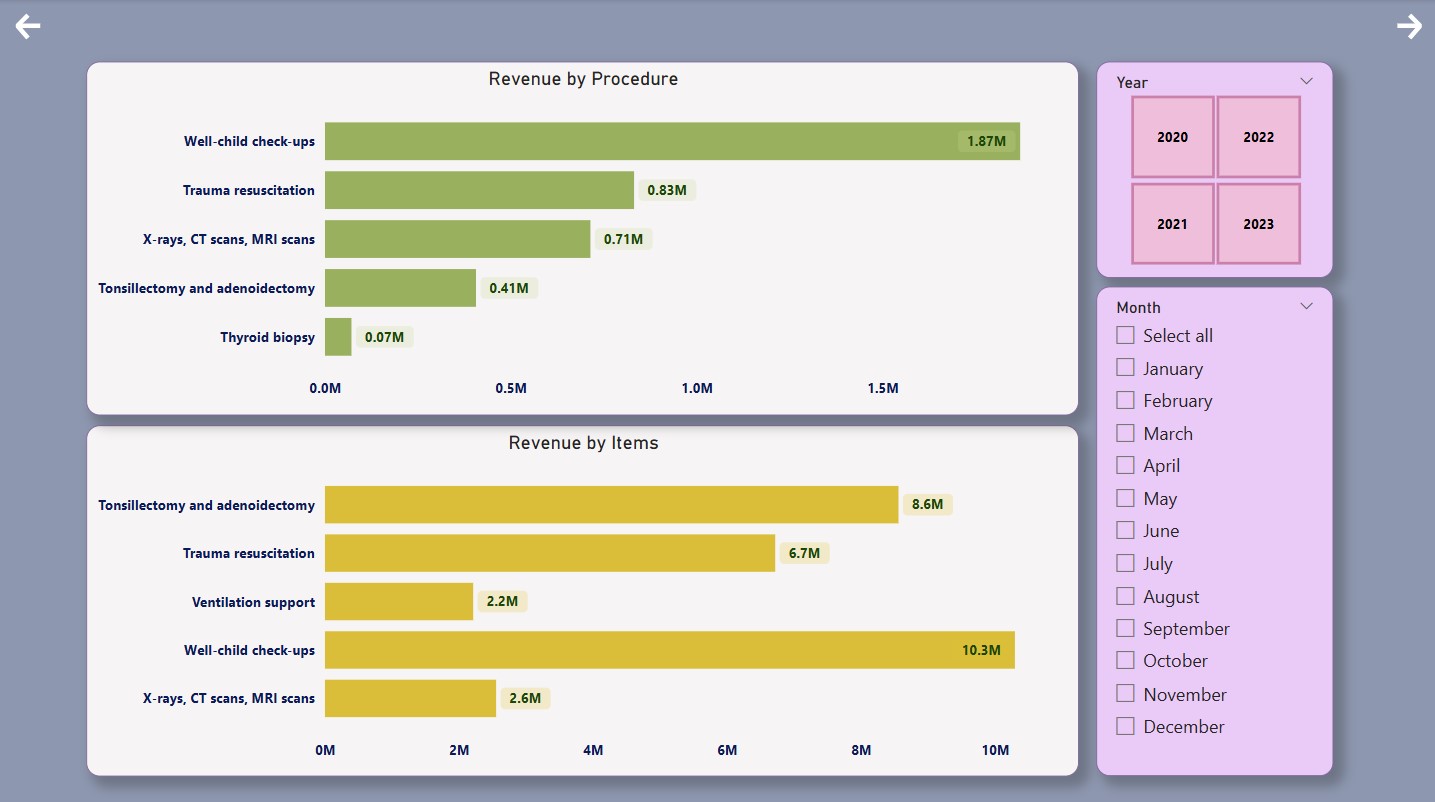 Revenue by Procedure
Well-child check-ups 1.87M
Trauma resuscitation 0.83M
X-rays, CT scans, MRI scans 0.71M
Tonsillectomy and adenoidectomy 0.41M
Thyroid biopsy 0.07M
0.0M 0.5M 1.0M 1.5M
Revenue by Items
Tonsillectomy and adenoidectomy 8.6M
Trauma resuscitation 6.7M
Ventilation support 2.2M
Well-child check-ups 10.3M
X-rays, CT scans, MRI scans 2.6M
0M 2M 4M 6M 8M 10M
Year
2020 2022
2021 2023
Month
Select all
January
February
March
April
May
June
July
August
September
October
November
December